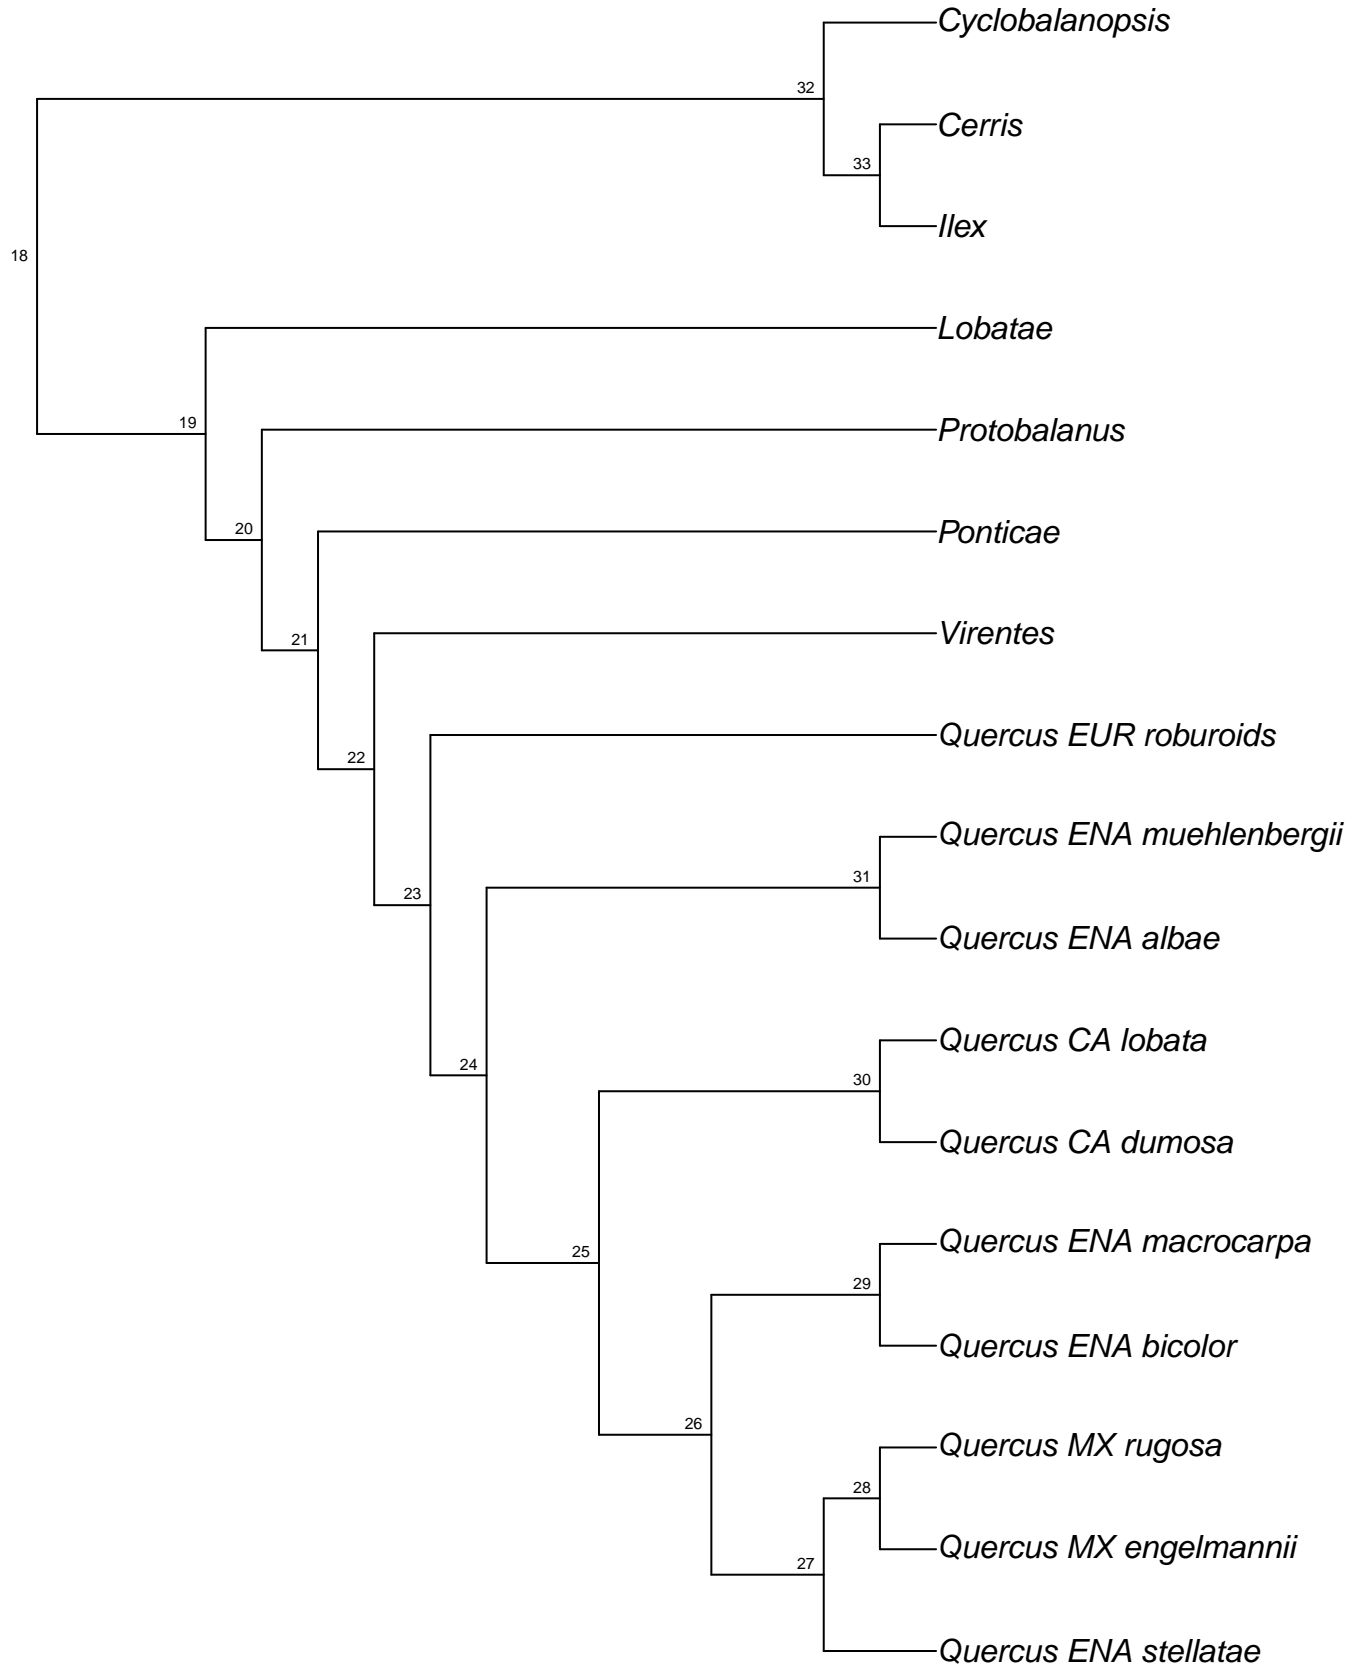 Cyclobalanopsis
32
Cerris
33
Ilex
18
Lobatae
19
Protobalanus
20
Ponticae
21
Virentes
22
Quercus EUR roburoids
Quercus ENA muehlenbergii
31
23
Quercus ENA albae
Quercus CA lobata
24
30
Quercus CA dumosa
Quercus ENA macrocarpa
25
29
Quercus ENA bicolor
26
Quercus MX rugosa
28
Quercus MX engelmannii
27
Quercus ENA stellatae